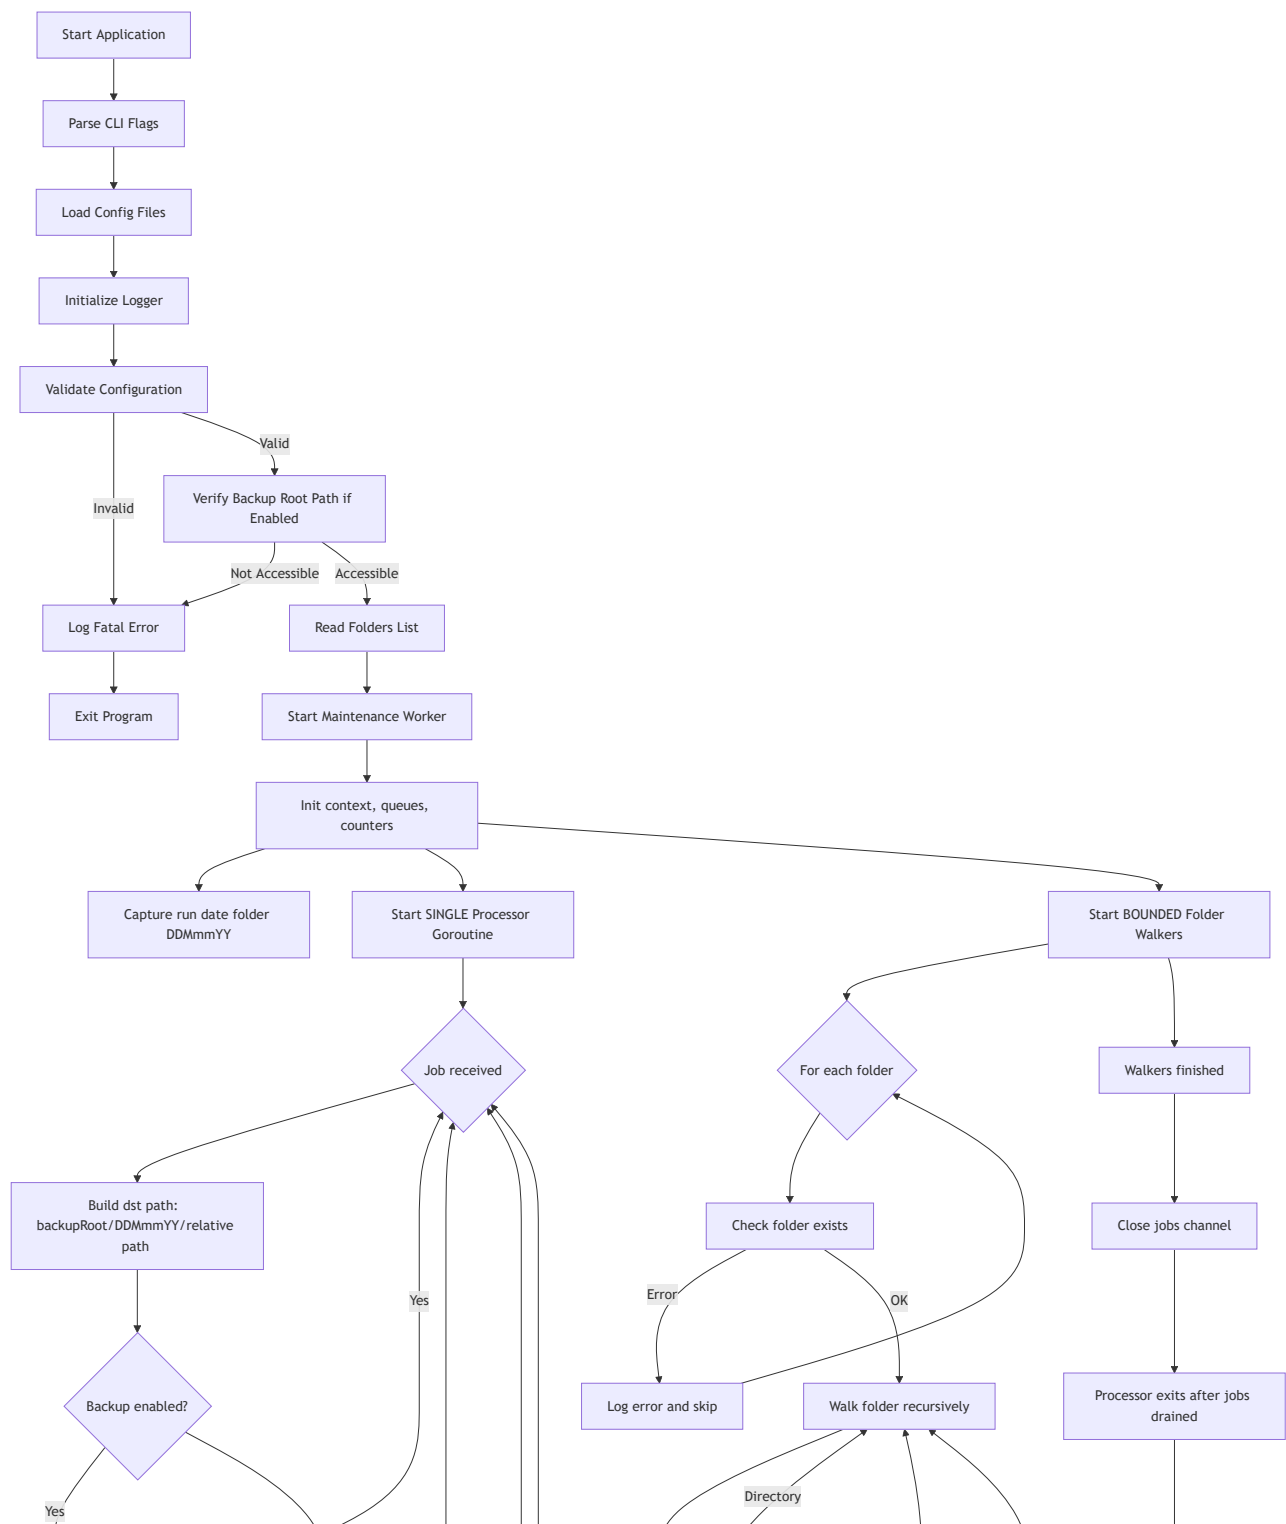 Start Application
Parse CLI Flags
Load Config Files
Initialize Logger
Validate Configuration
Valid
Invalid
Verify Backup Root Path if
Enabled
Not Accessible
Accessible
Log Fatal Error
Read Folders List
Exit Program
Start Maintenance Worker
Init context, queues,
counters
Capture run date folder
DDMmmYY
Start SINGLE Processor
Goroutine
Start BOUNDED Folder
Walkers
Job received
For each folder
Walkers finished
Build dst path:
backupRoot/DDMmmYY/relative
path
Check folder exists
Close jobs channel
Yes
Error
OK
Backup enabled?
Log error and skip
Walk folder recursively
Processor exits after jobs
drained
Yes
Directory